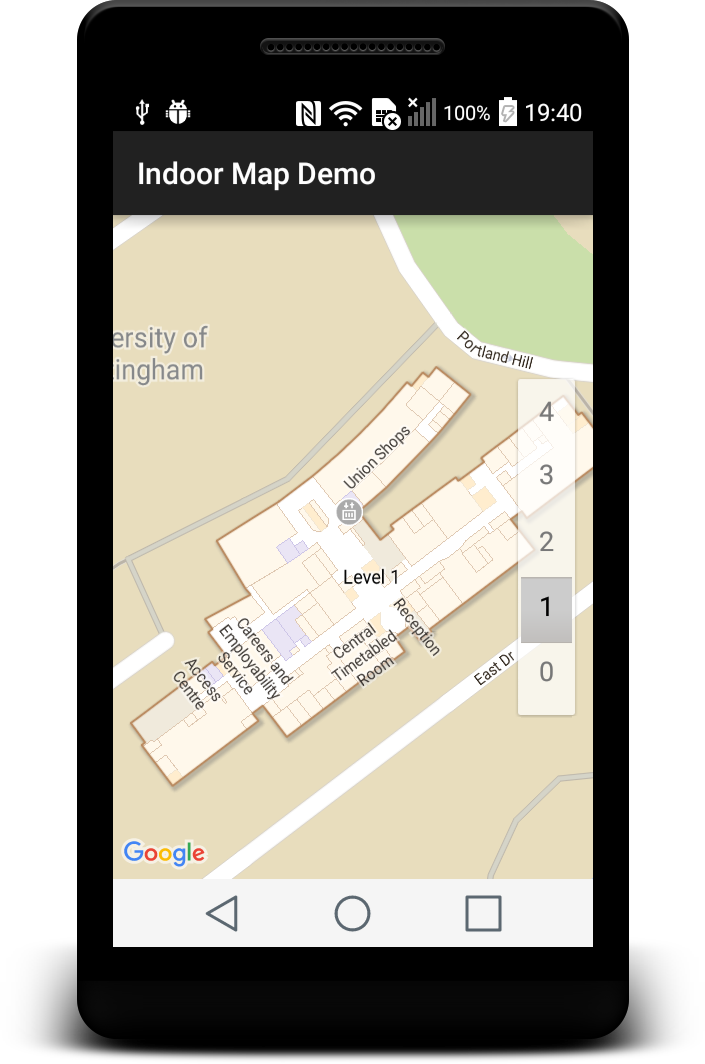 100%
19:40
Indoor Map Demo
ersity of
ingham
Portland Hill
4
3
2
1
0
Union Shops
Level 1
Reception
Central
Timetabled
Room
Careers and
Employability
Service
Access
Centre
East Dr
Google